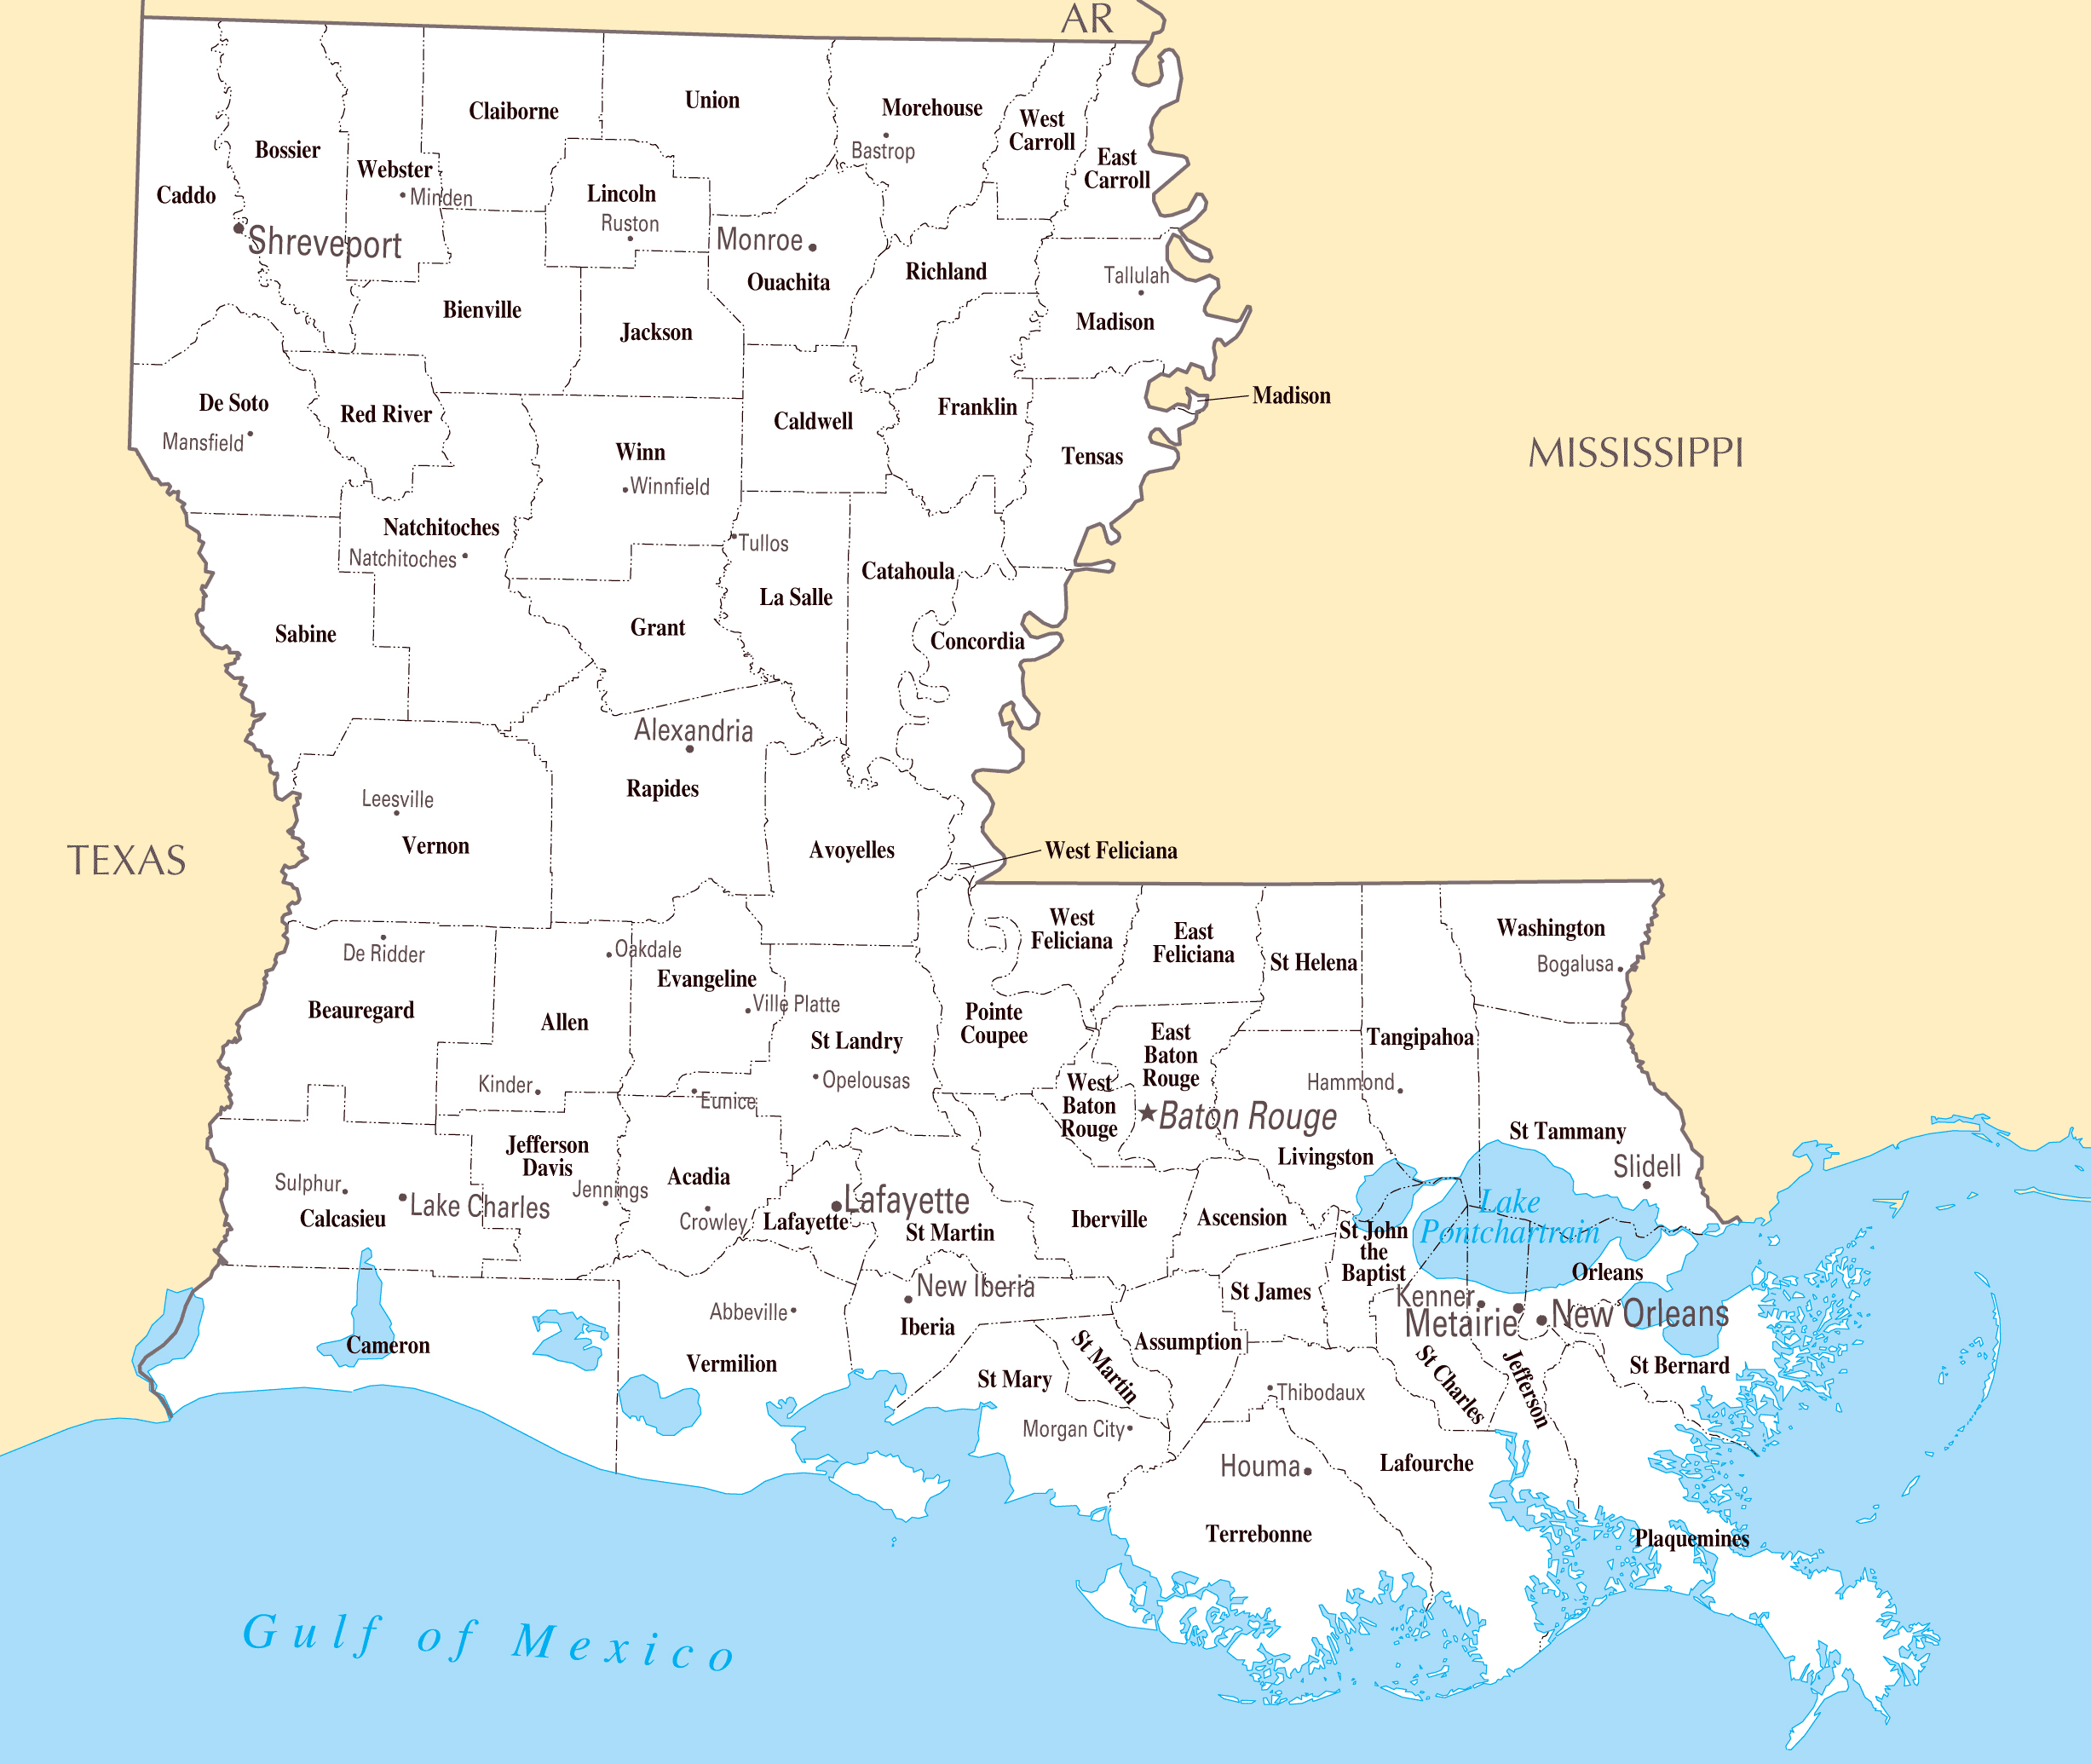 AR
Claiborne
Union
Morehouse
West
Carroll
Bastrop
Bossier
Webster
East
Carroll
Caddo
Minden
Lincoln
Ruston
Shreveport
Monroe
Richland
Tallulah
Ouachita
Bienville
Jackson
Madison
De Soto
Red River
Madison
Mansfield
Caldwell
Franklin
Winn
Tensas
MISSISSIPPI
Winnfield
Natchitoches
Natchitoches
Tullos
Catahoula
La Salle
Sabine
Grant
Concordia
Alexandria
Rapides
Leesville
Vernon
TEXAS
Avoyelles
West Feliciana
West
Feliciana
East
Feliciana
Washington
De Ridder
Oakdale
St Helena
Bogalusa
Evangeline
Beauregard
Ville Platte
Pointe
Coupee
Allen
St Landry
East
Baton
Rouge
Tangipahoa
Kinder
Opelousas
Eunice
West
Baton
Rouge
Hammond
Baton Rouge
Jefferson
Davis
St Tammany
Livingston
Slidell
Acadia
Sulphur
Jennings
Lake Charles
Lafayette
Calcasieu
Crowley
Lafayette
St Martin
Iberville
Ascension
Lake
Pontchartrain
St John
the
Baptist
Orleans
New Iberia
St James
Kenner
Abbeville
Metairie
New Orleans
Iberia
Assumption
Cameron
Vermilion
St Mary
St Martin
St Charles
Jefferson
St Bernard
Thibodaux
Morgan City
Houma
Lafourche
Terrebonne
Plaquemines
Gulf of Mexico